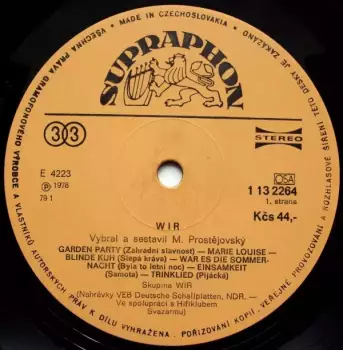 MADE IN CZECHOSLOVAKIA • VŠECHNA PRÁVA GRAMOFONOVÉHO VÝROBCE A VLASTNÍKŮ AUTORSKÝCH PRÁV K DÍLU VYHRAŽENA. POŘIZOVÁNÍ KOPIÍ, VEŘEJNÉ PROVOZOVÁNÍ A ROZHLASOVÉ ŠÍŘENÍ TÉTO DESKY JE ZAKÁZÁNO
SUPRAPHON
33
STEREO
E 4223
Ⓟ 1978
79 1
OSA
1 13 2264
1. strana
Kčs 44,-
WIR
Vybral a sestavil M. Prostějovský
GARDEN PARTY (Zahradní slavnost) — MARIE LOUISE —
BLINDE KUH (Slepá kráva) — WAR ES DIE SOMMER-
NACHT (Byla to letní noc) — EINSAMKEIT
(Samota) — TRINKLIED (Pijácká)
Skupina WIR
(Nahrávky VEB Deutsche Schallplatten, NDR. —
Ve spolupráci s Hifiklubem
Svazarmu)